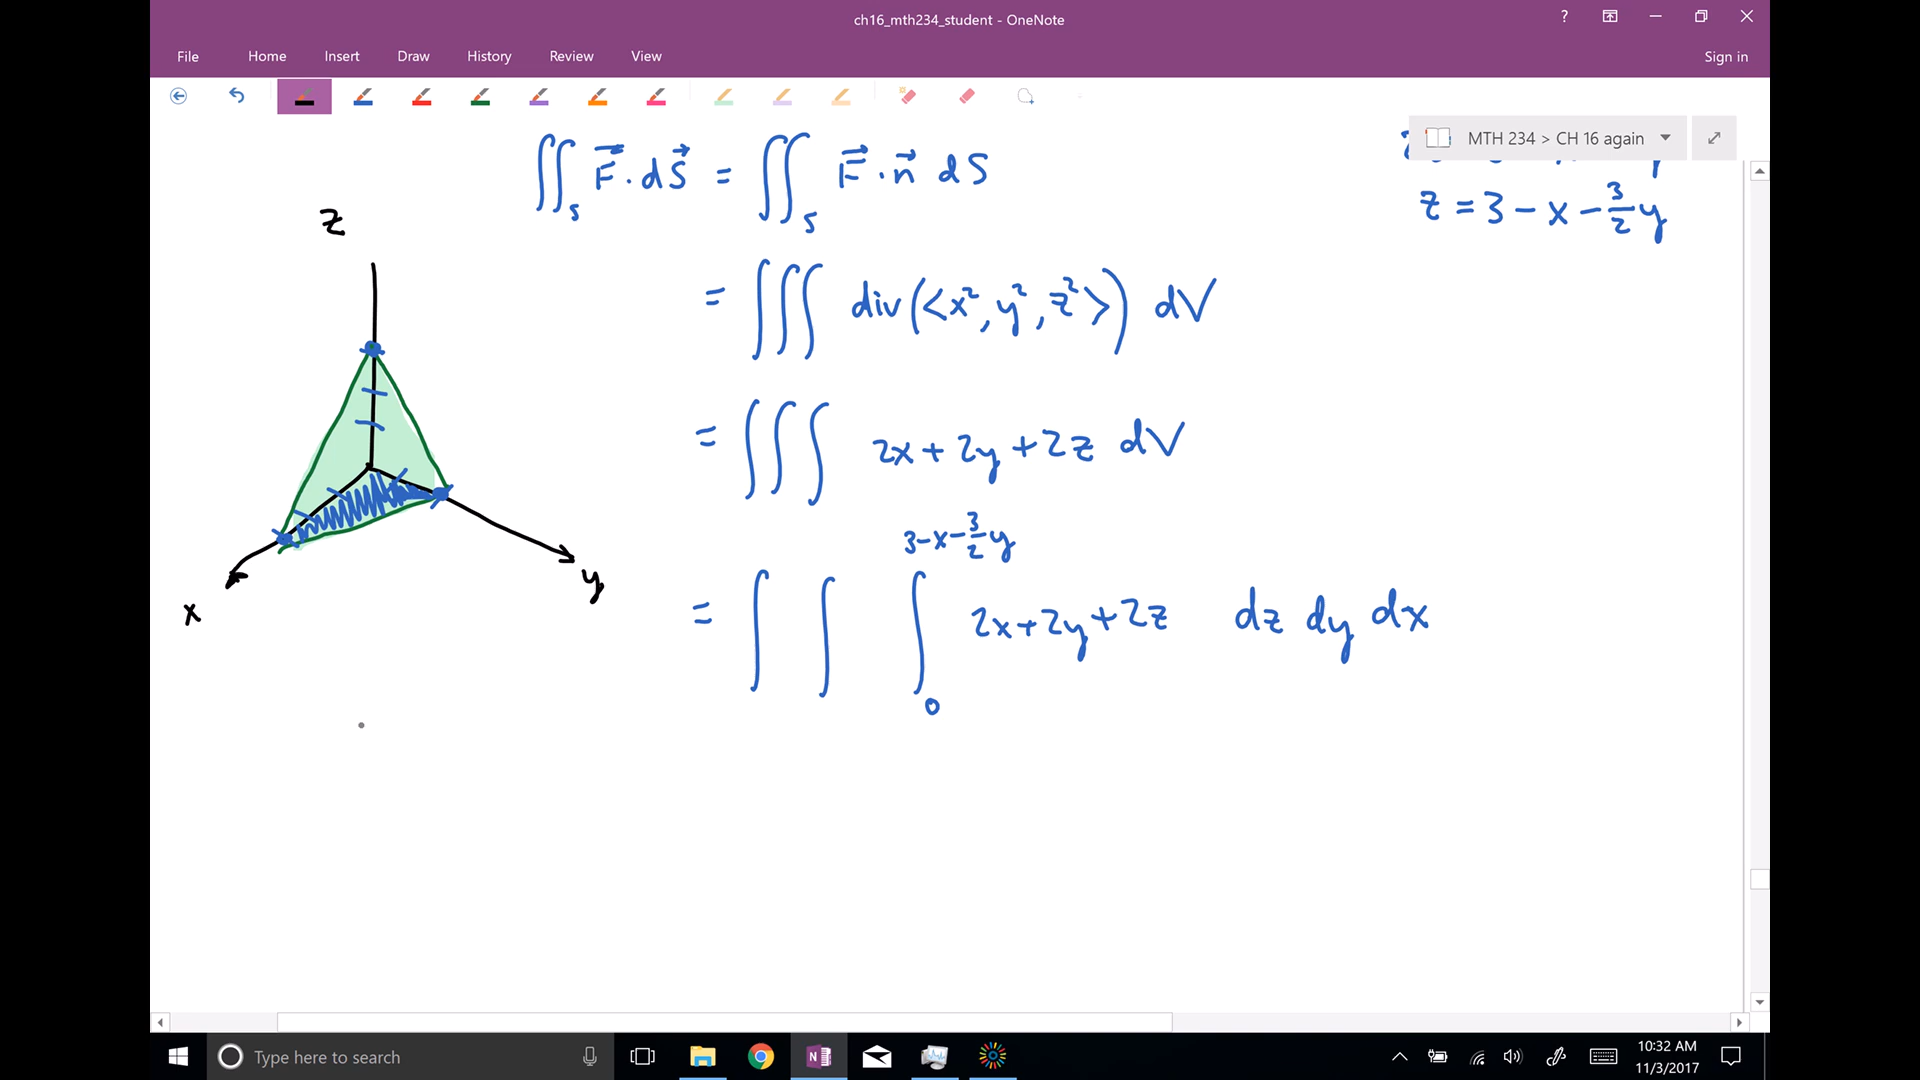 ch16_mth234_student - OneNote
?
File Home Insert Draw History Review View Sign in
MTH 234 > CH 16 again
∬_S F⃗ · dS⃗ = ∬_S F⃗ · n⃗ dS
z = 3 - x - 3/2 y
= ∭ div(<x², y², z²>) dV
= ∭ 2x + 2y + 2z dV
= ∫ ∫ ∫_0^{3-x-3/2 y} 2x + 2y + 2z dz dy dx
z
x
y
Type here to search
10:32 AM
11/3/2017